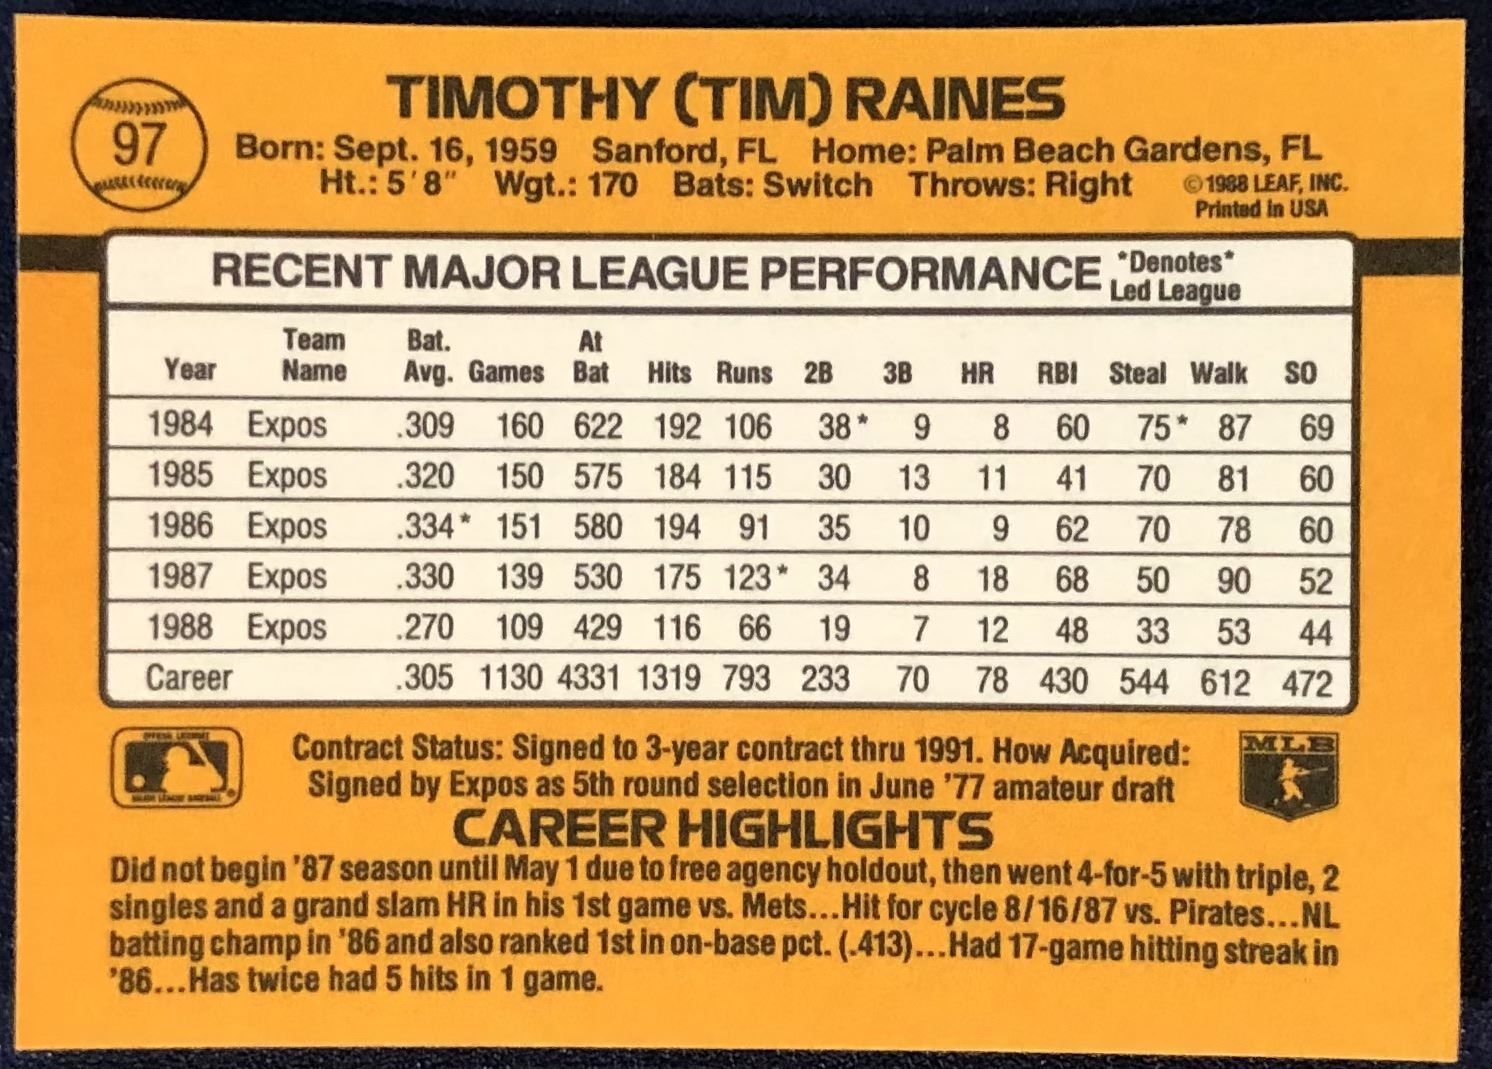 97
TIMOTHY (TIM) RAINES
Born: Sept. 16, 1959 Sanford, FL Home: Palm Beach Gardens, FL
Ht.: 5'8" Wgt.: 170 Bats: Switch Throws: Right ©1988 LEAF, INC.
Printed in USA
RECENT MAJOR LEAGUE PERFORMANCE *Denotes*
Led League
Year Team Name Bat. Avg. Games At Bat Hits Runs 2B 3B HR RBI Steal Walk SO
1984 Expos .309 160 622 192 106 38* 9 8 60 75* 87 69
1985 Expos .320 150 575 184 115 30 13 11 41 70 81 60
1986 Expos .334* 151 580 194 91 35 10 9 62 70 78 60
1987 Expos .330 139 530 175 123* 34 8 18 68 50 90 52
1988 Expos .270 109 429 116 66 19 7 12 48 33 53 44
Career .305 1130 4331 1319 793 233 70 78 430 544 612 472
Contract Status: Signed to 3-year contract thru 1991. How Acquired:
Signed by Expos as 5th round selection in June '77 amateur draft
MLB
CAREER HIGHLIGHTS
Did not begin '87 season until May 1 due to free agency holdout, then went 4-for-5 with triple, 2
singles and a grand slam HR in his 1st game vs. Mets...Hit for cycle 8/16/87 vs. Pirates...NL
batting champ in '86 and also ranked 1st in on-base pct. (.413)...Had 17-game hitting streak in
'86...Has twice had 5 hits in 1 game.